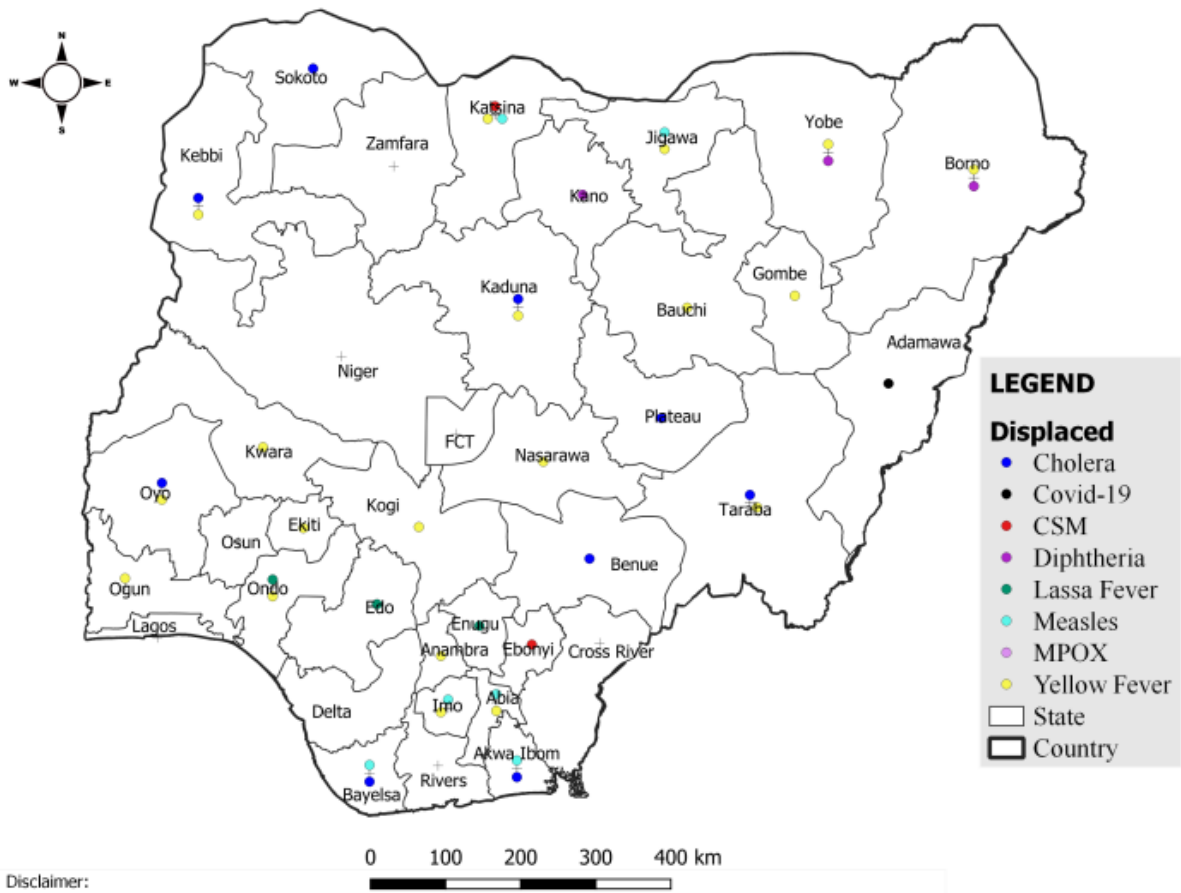 N
W E
S
Sokoto
Katsina
Zamfara
Jigawa
Yobe
Kebbi
Borno
Kano
Gombe
Kaduna
Bauchi
Adamawa
Niger
Plateau
FCT
Kwara
Nasarawa
Oyo
Kogi
Taraba
Ekiti
Osun
Benue
Ogun
Ondo
Edo
Lagos
Enugu
Anambra
Ebonyi
Cross River
Delta
Imo
Abia
Akwa Ibom
Rivers
Bayelsa
LEGEND
Displaced
Cholera
Covid-19
CSM
Diphtheria
Lassa Fever
Measles
MPOX
Yellow Fever
State
Country
0 100 200 300 400 km
Disclaimer: